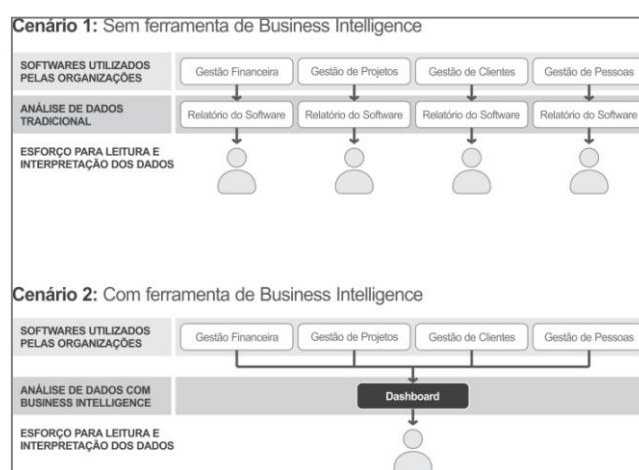 Cenário 1: Sem ferramenta de Business Intelligence
SOFTWARES UTILIZADOS
PELAS ORGANIZAÇÕES
Gestão Financeira
Gestão de Projetos
Gestão de Clientes
Gestão de Pessoas
ANÁLISE DE DADOS
TRADICIONAL
Relatório do Software
Relatório do Software
Relatório do Software
Relatório do Software
ESFORÇO PARA LEITURA E
INTERPRETAÇÃO DOS DADOS
Cenário 2: Com ferramenta de Business Intelligence
SOFTWARES UTILIZADOS
PELAS ORGANIZAÇÕES
Gestão Financeira
Gestão de Projetos
Gestão de Clientes
Gestão de Pessoas
ANÁLISE DE DADOS COM
BUSINESS INTELLIGENCE
Dashboard
ESFORÇO PARA LEITURA E
INTERPRETAÇÃO DOS DADOS